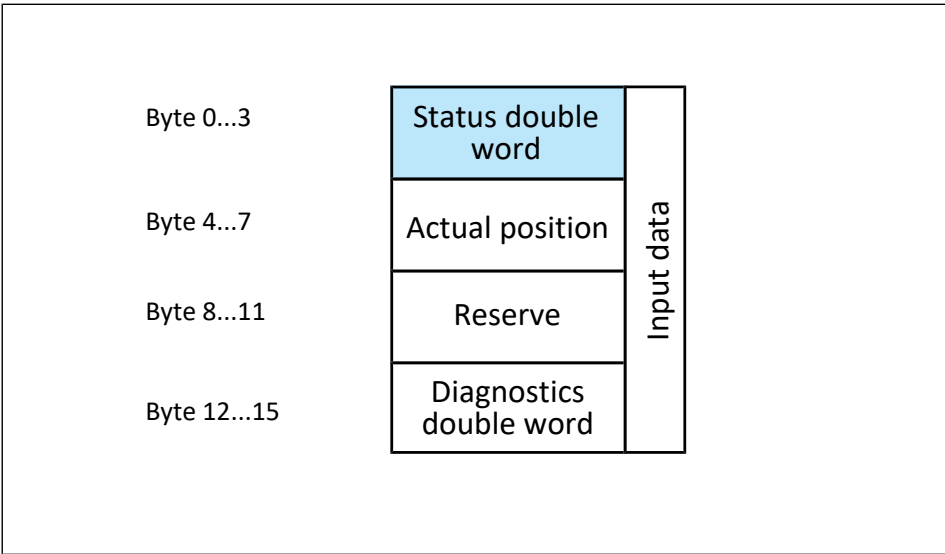 Byte 0...3
Status double
word
Byte 4...7
Actual position
Byte 8...11
Reserve
Byte 12...15
Diagnostics
double word
Input data